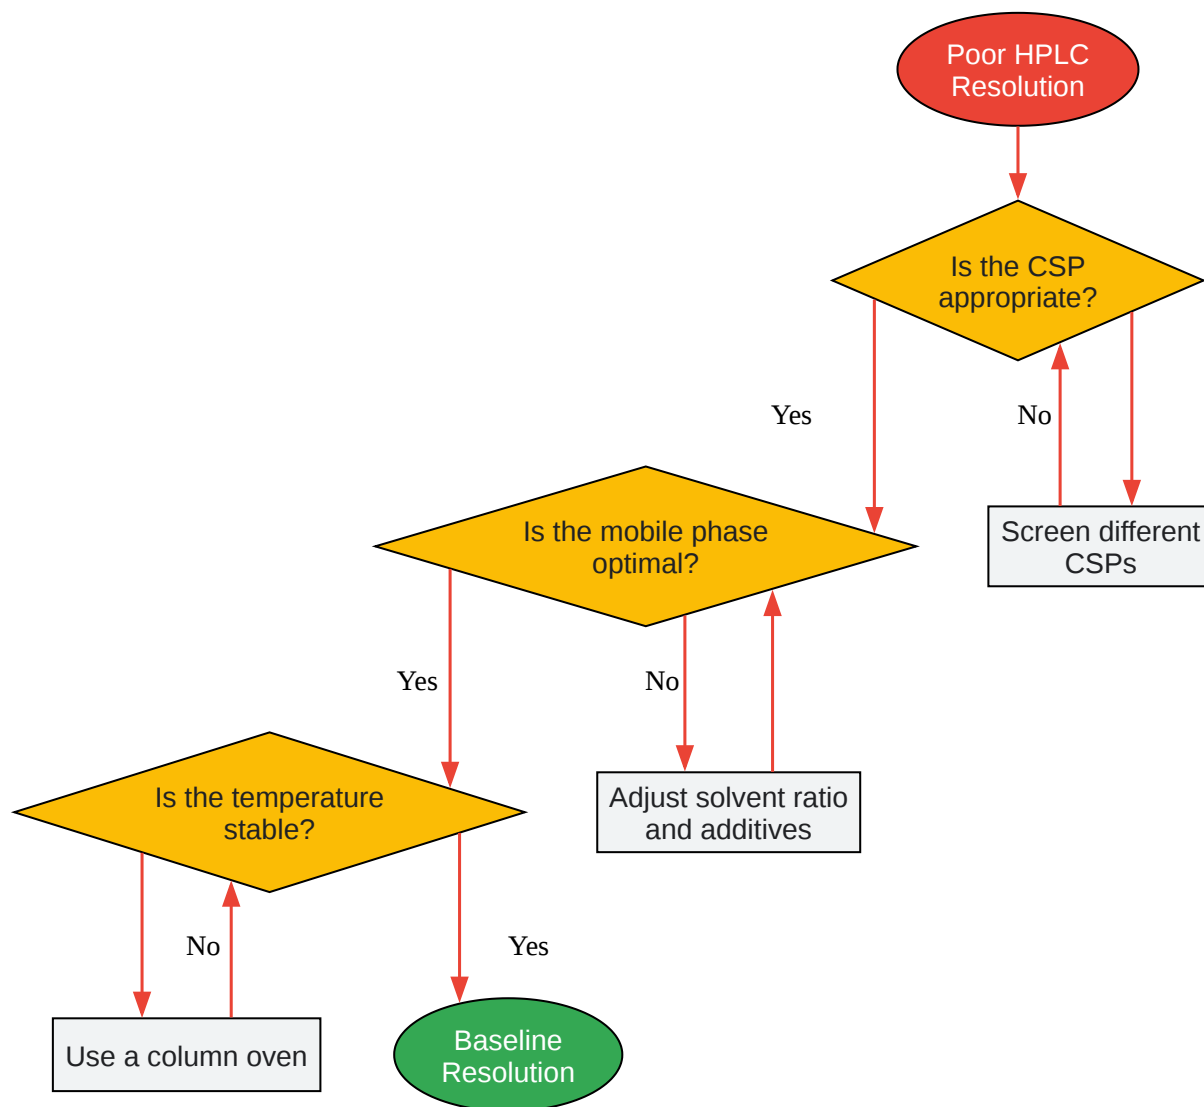 Poor HPLC
Resolution
Is the CSP
appropriate?
Yes
No
Is the mobile phase
optimal?
Screen different
CSPs
Yes
No
Is the temperature
stable?
Adjust solvent ratio
and additives
No
Yes
Use a column oven
Baseline
Resolution